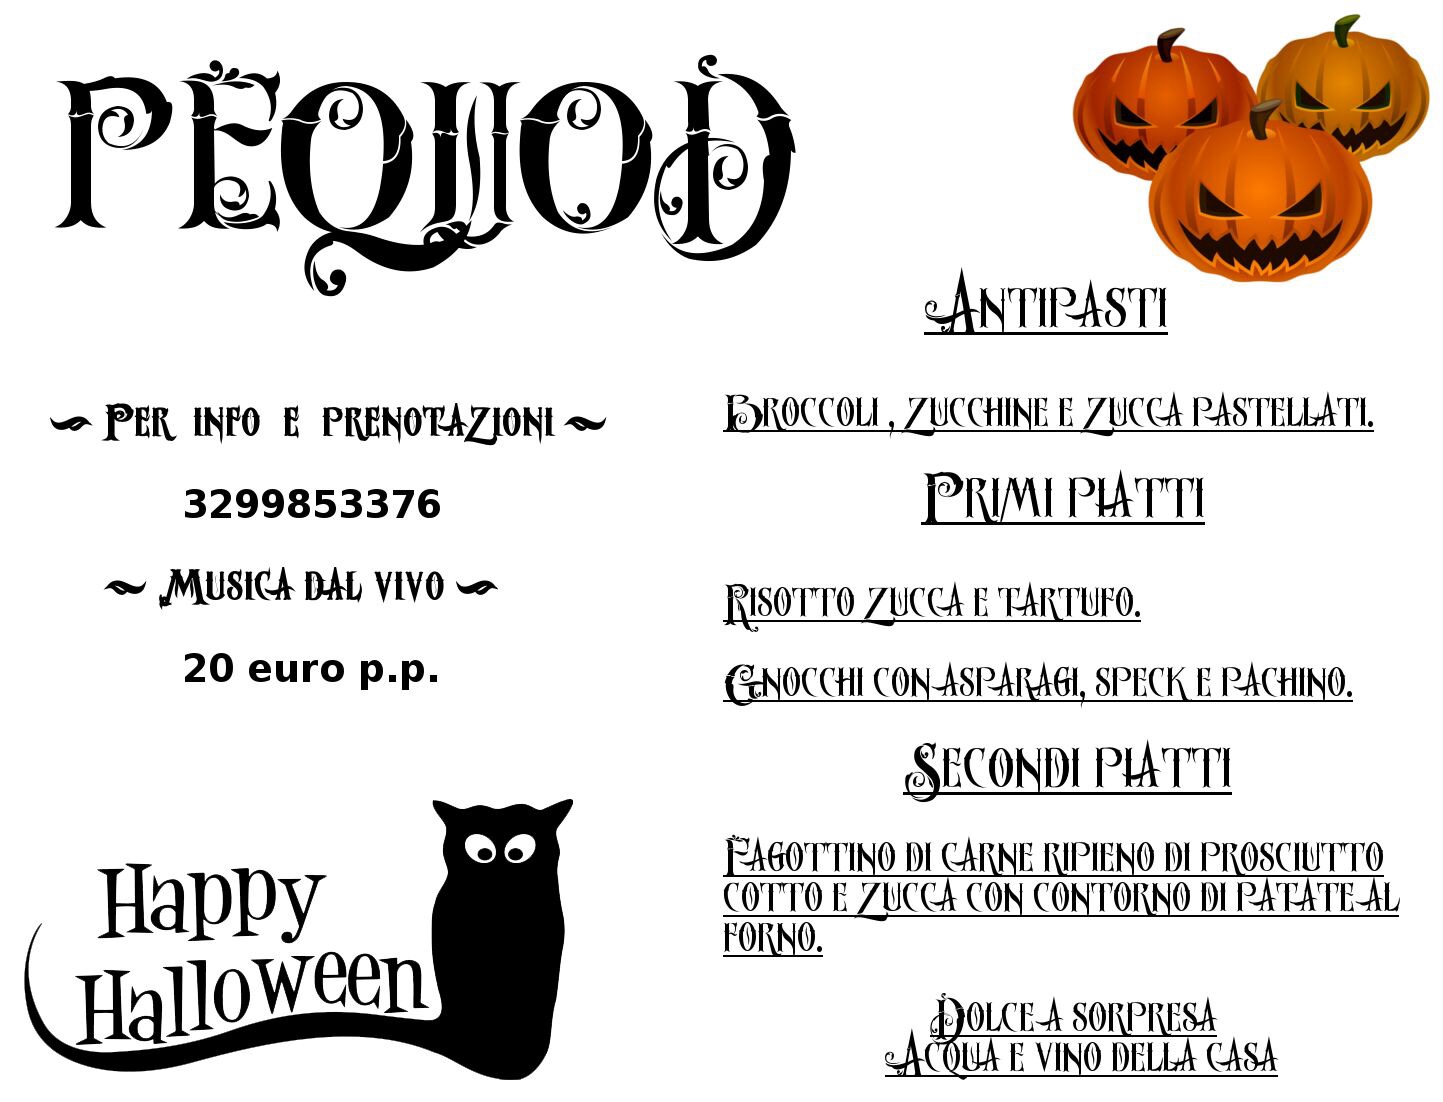 PEQUOD
Per info e prenotazioni
3299853376
Musica dal vivo
20 euro p.p.
Happy
Halloween
Antipasti
Broccoli , zucchine e Zucca pastellati.
Primi piatti
Risotto Zucca e tartufo.
Gnocchi con asparagi, speck e pachino.
Secondi piatti
Fagottino di carne ripieno di prosciutto
cotto e Zucca con contorno di patate al
forno.
Dolce a sorpresa
Acqua e vino della casa